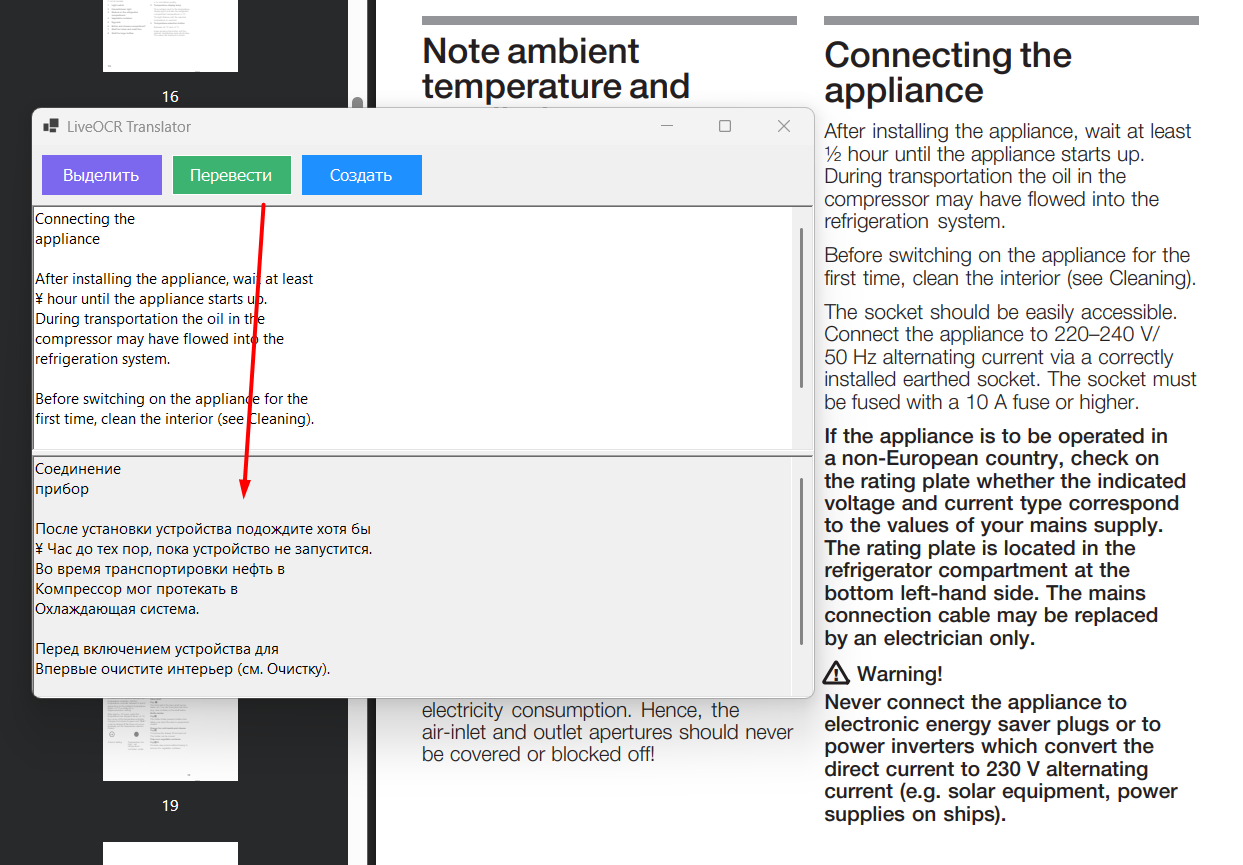 16
Note ambient
temperature and
LiveOCR Translator
Выделить
Перевести
Создать
Connecting the
appliance
After installing the appliance, wait at least
¥ hour until the appliance starts up.
During transportation the oil in the
compressor may have flowed into the
refrigeration system.
Before switching on the appliance for the
first time, clean the interior (see Cleaning).
Соединение
прибор
После установки устройства подождите хотя бы
¥ Час до тех пор, пока устройство не запустится.
Во время транспортировки нефть в
Компрессор мог протекать в
Охлаждающая система.
Перед включением устройства для
Впервые очистите интерьер (см. Очистку).
19
electricity consumption. Hence, the
air-inlet and outlet apertures should never
be covered or blocked off!
Connecting the
appliance
After installing the appliance, wait at least
½ hour until the appliance starts up.
During transportation the oil in the
compressor may have flowed into the
refrigeration system.
Before switching on the appliance for the
first time, clean the interior (see Cleaning).
The socket should be easily accessible.
Connect the appliance to 220–240 V/
50 Hz alternating current via a correctly
installed earthed socket. The socket must
be fused with a 10 A fuse or higher.
If the appliance is to be operated in
a non-European country, check on
the rating plate whether the indicated
voltage and current type correspond
to the values of your mains supply.
The rating plate is located in the
refrigerator compartment at the
bottom left-hand side. The mains
connection cable may be replaced
by an electrician only.
Warning!
Never connect the appliance to
electronic energy saver plugs or to
power inverters which convert the
direct current to 230 V alternating
current (e.g. solar equipment, power
supplies on ships).